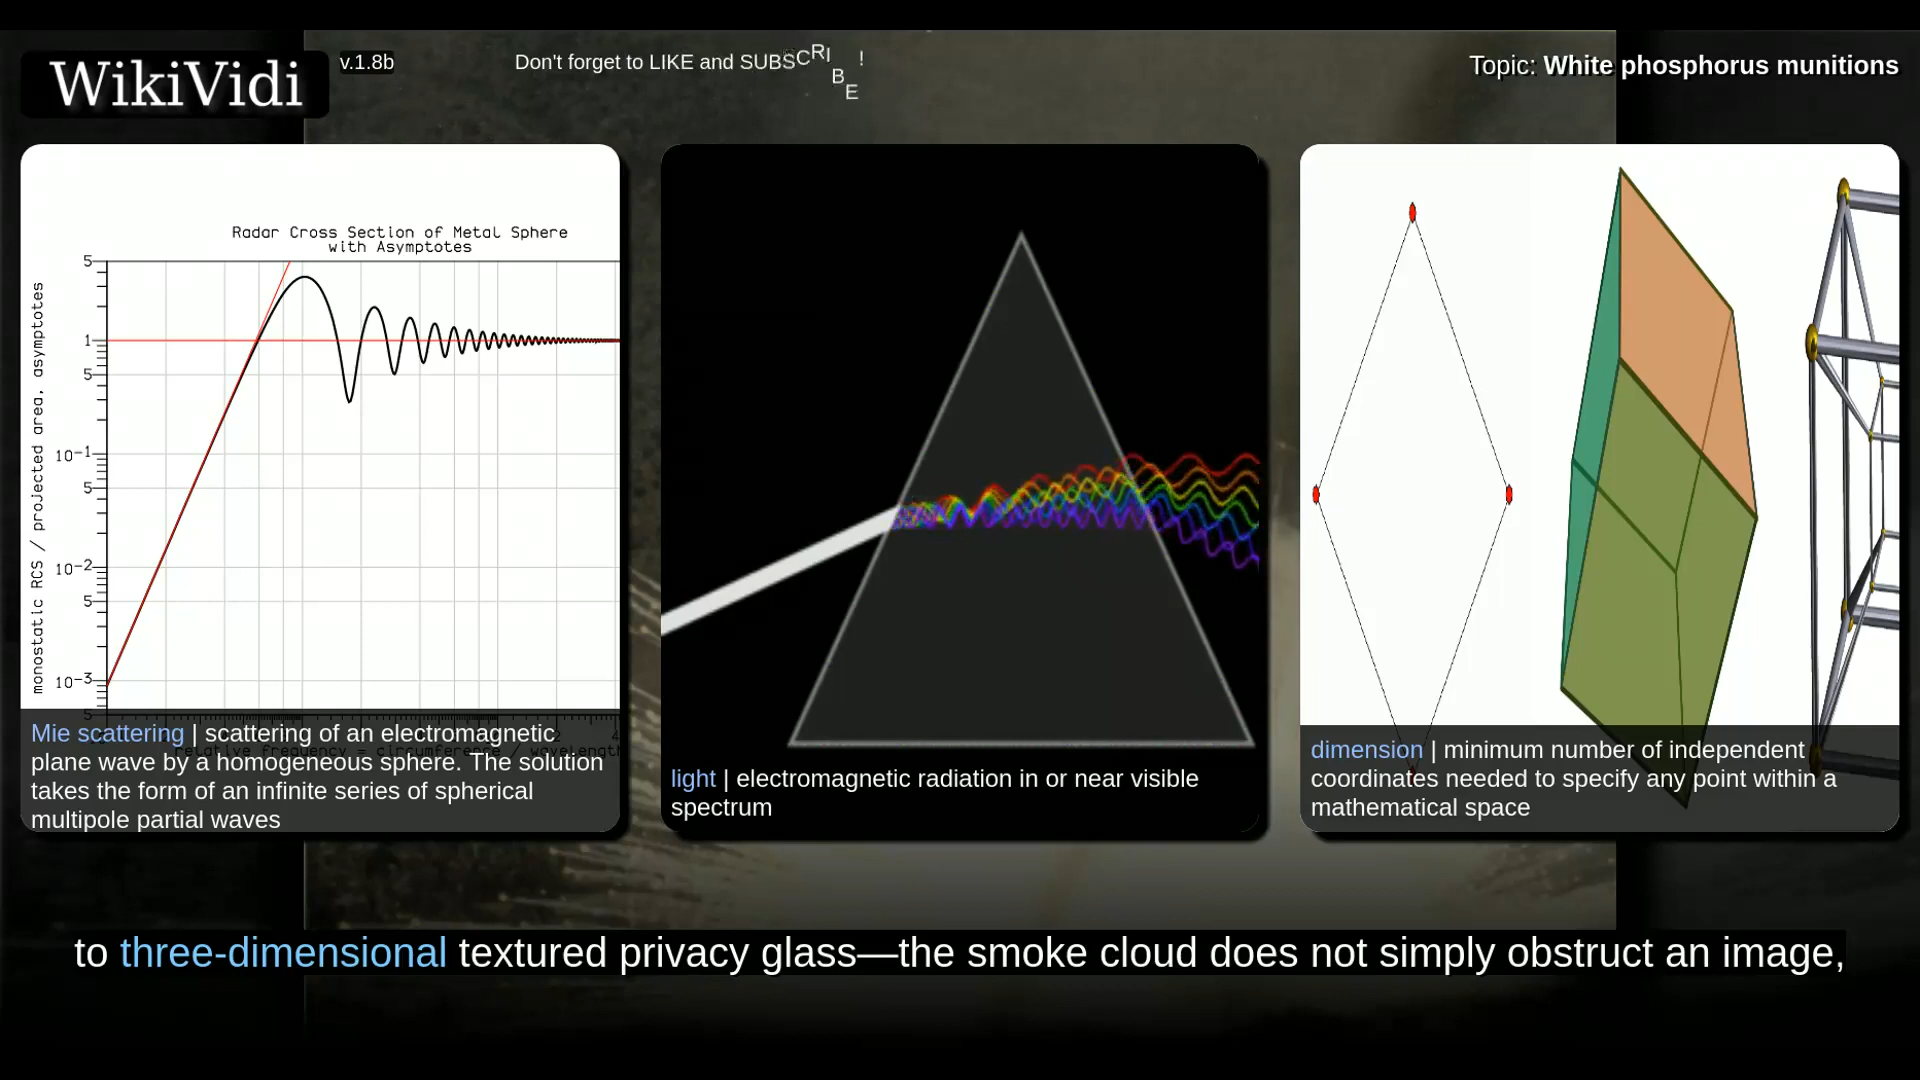 WikiVidi
v.1.8b
Don't forget to LIKE and SUBSCRIBE!
Topic: White phosphorus munitions
Radar Cross Section of Metal Sphere
with Asymptotes
monostatic RCS / projected area, asymptotes
5
1
5
10-1
5
10-2
5
10-3
5
relative frequency = circumference / wavelength
Mie scattering | scattering of an electromagnetic
plane wave by a homogeneous sphere. The solution
takes the form of an infinite series of spherical
multipole partial waves
light | electromagnetic radiation in or near visible
spectrum
dimension | minimum number of independent
coordinates needed to specify any point within a
mathematical space
to three-dimensional textured privacy glass—the smoke cloud does not simply obstruct an image,